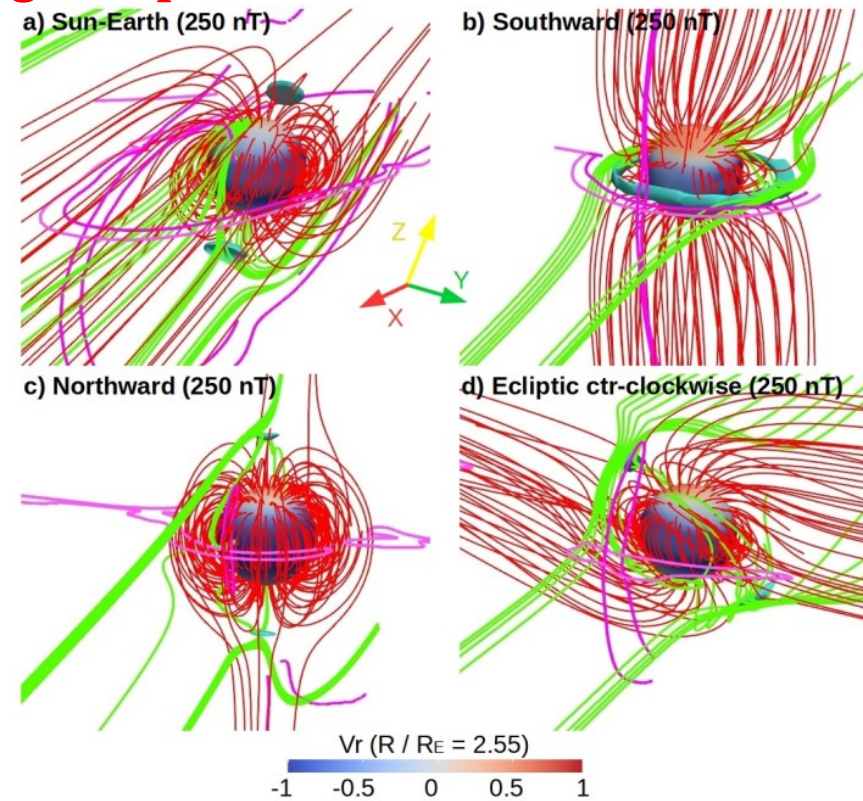 a) Sun-Earth (250 nT)
b) Southward (250 nT)
Z
Y
X
c) Northward (250 nT)
d) Ecliptic ctr-clockwise (250 nT)
Vr (R / RE = 2.55)
-1 -0.5 0 0.5 1